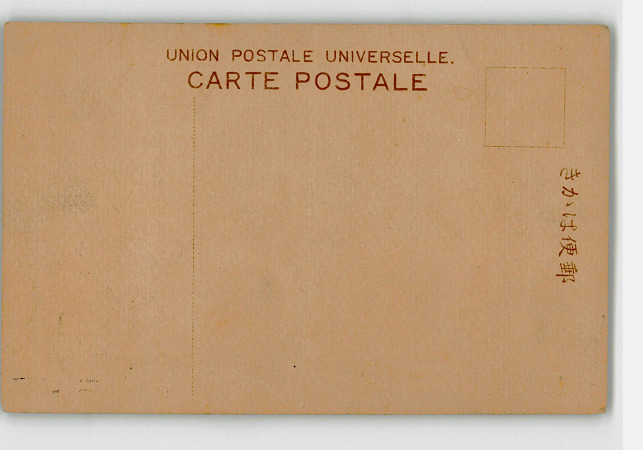 UNION POSTALE UNIVERSELLE.
CARTE POSTALE
郵便はかき